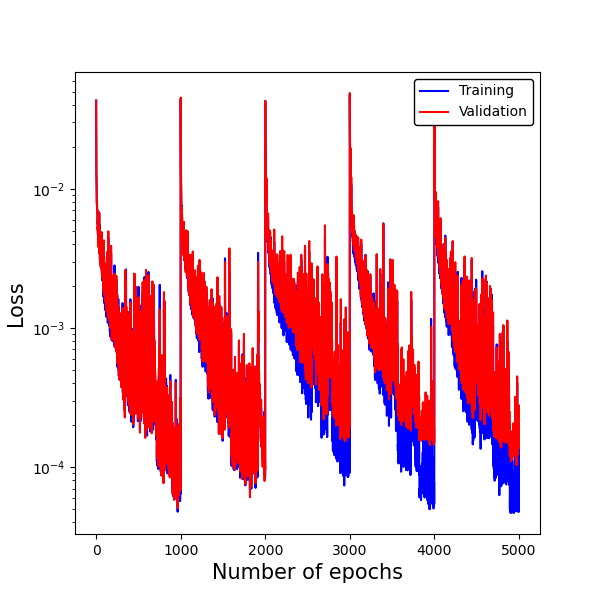 Training
Validation
10⁻²
10⁻³
10⁻⁴
Loss
0 1000 2000 3000 4000 5000
Number of epochs